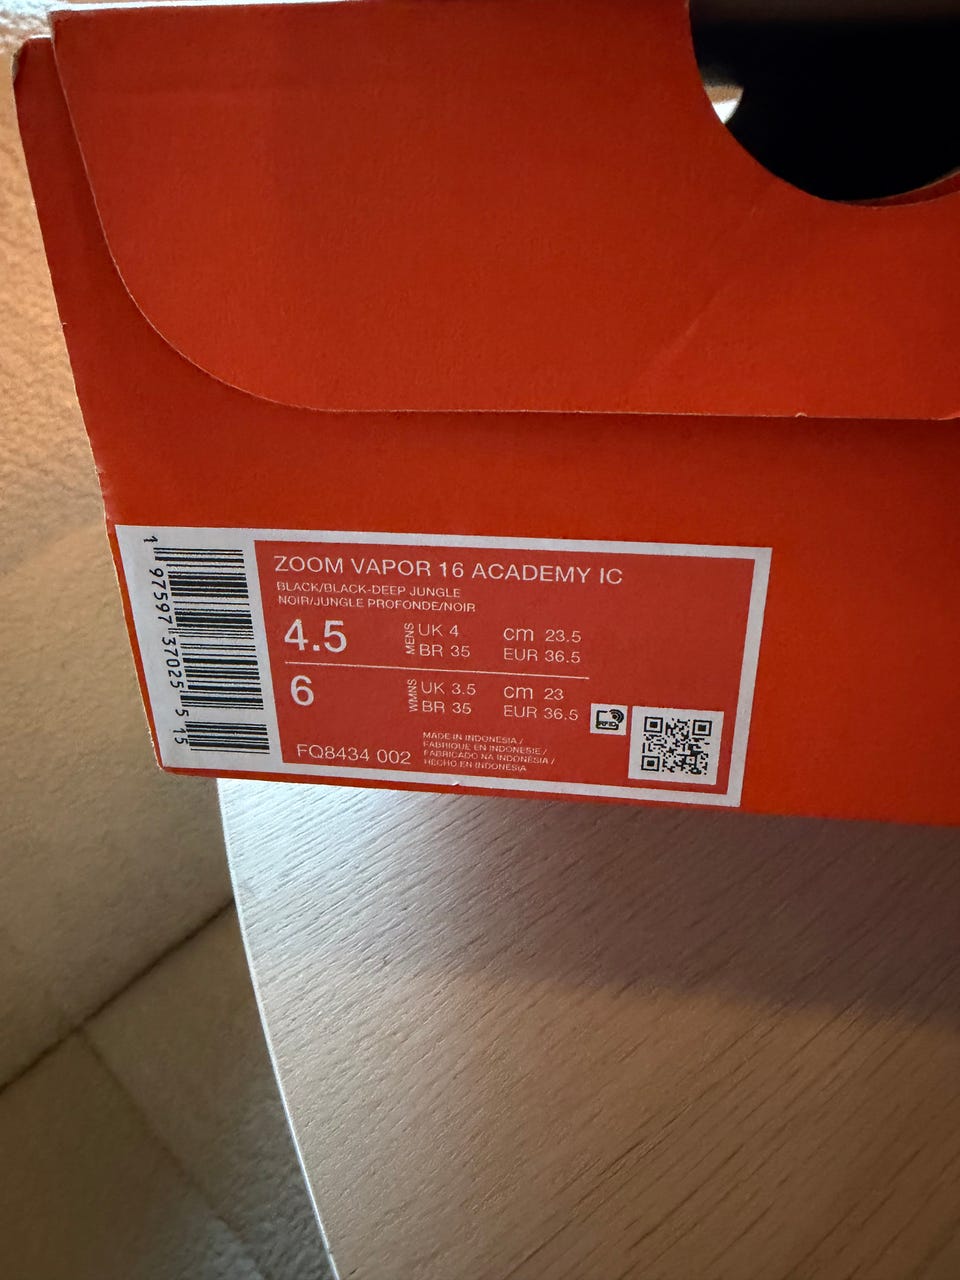 ZOOM VAPOR 16 ACADEMY IC
BLACK/BLACK-DEEP JUNGLE
NOIR/JUNGLE PROFONDE/NOIR
4.5 MENS UK 4 cm 23.5
BR 35 EUR 36.5
6 WMNS UK 3.5 cm 23
BR 35 EUR 36.5
FQ8434 002
MADE IN INDONESIA /
FABRIQUE EN INDONESIE /
FABRICADO NA INDONÉSIA /
HECHO EN INDONESIA
RFID
1 97597 37025 5 15